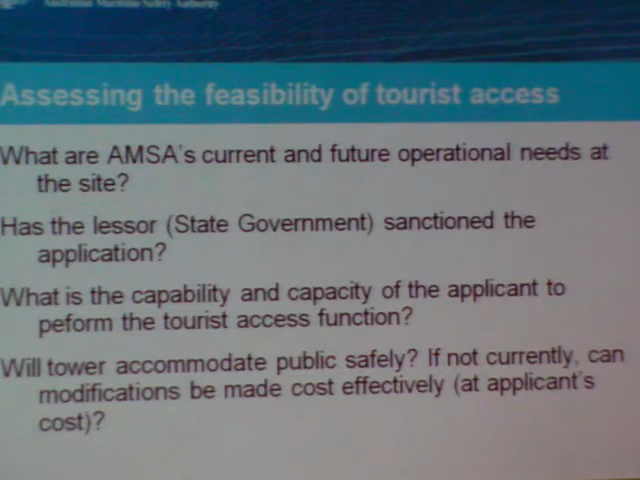 Assessing the feasibility of tourist access
What are AMSA's current and future operational needs at
the site?
Has the lessor (State Government) sanctioned the
application?
What is the capability and capacity of the applicant to
peform the tourist access function?
Will tower accommodate public safely? If not currently, can
modifications be made cost effectively (at applicant's
cost)?